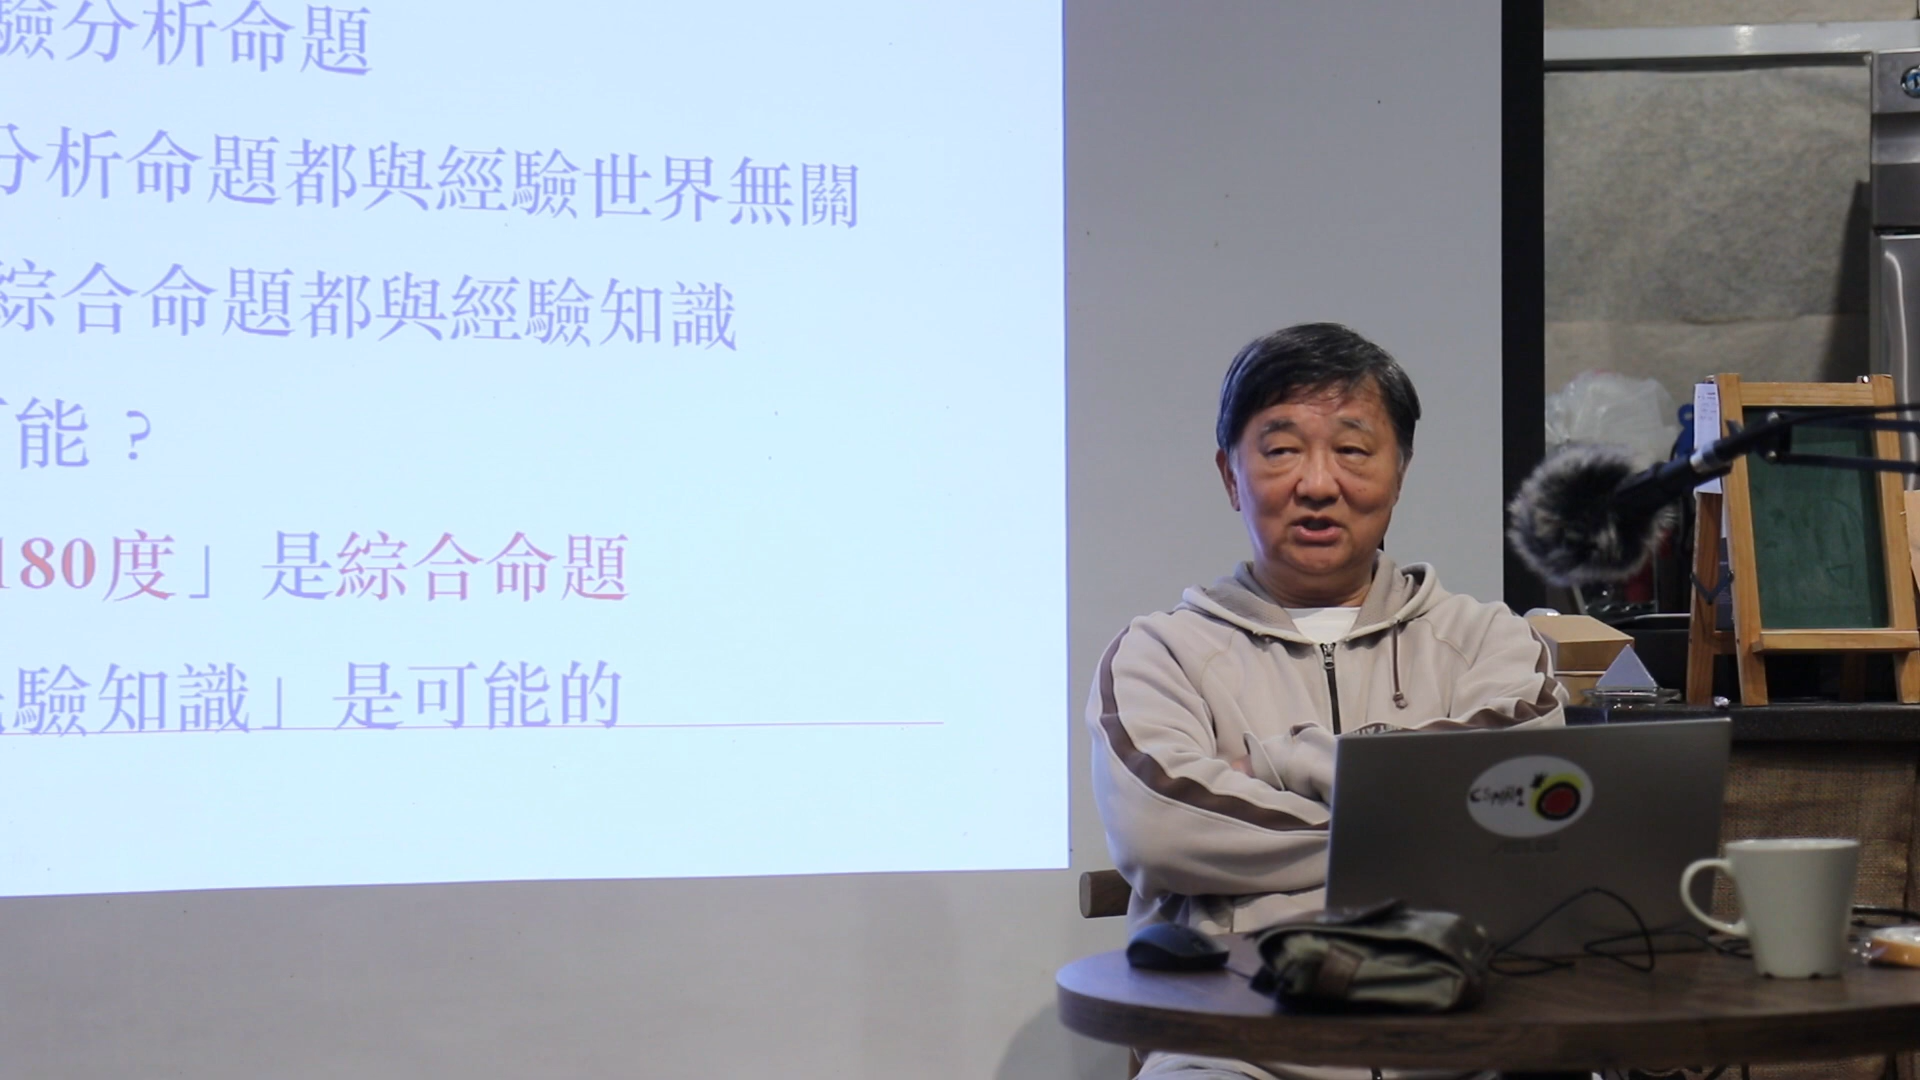 驗分析命題
分析命題都與經驗世界無關
綜合命題都與經驗知識
可能？
180度」是綜合命題
經驗知識」是可能的